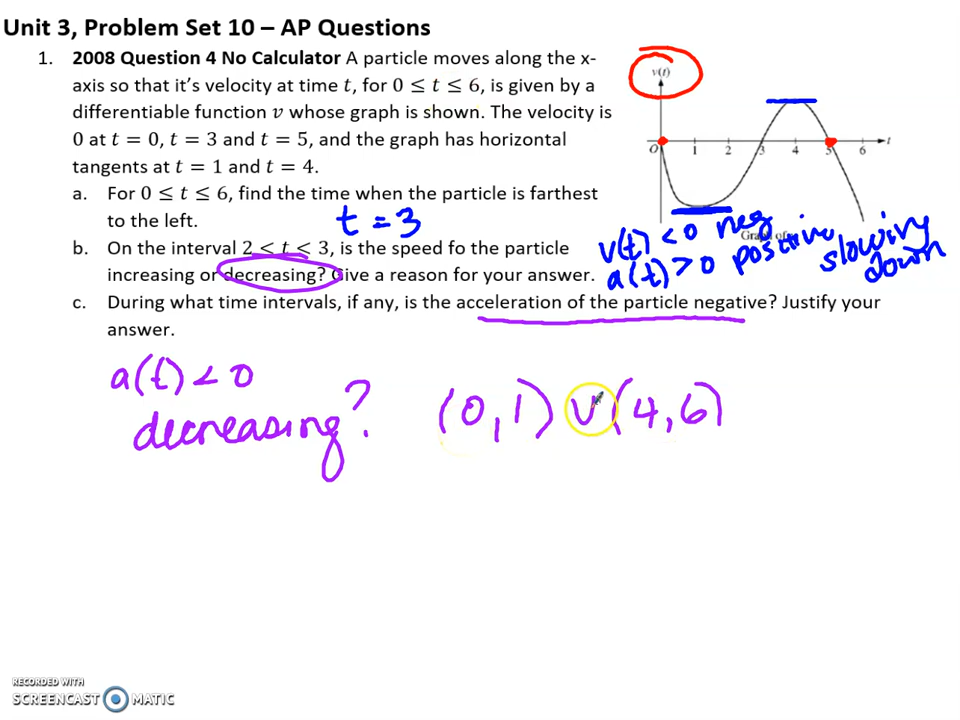 Unit 3, Problem Set 10 – AP Questions
1. 2008 Question 4 No Calculator A particle moves along the x-
axis so that it's velocity at time t, for 0 ≤ t ≤ 6, is given by a
differentiable function v whose graph is shown. The velocity is
0 at t = 0, t = 3 and t = 5, and the graph has horizontal
tangents at t = 1 and t = 4.
a. For 0 ≤ t ≤ 6, find the time when the particle is farthest
to the left.
t = 3
b. On the interval 2 < t < 3, is the speed fo the particle
increasing or decreasing? Give a reason for your answer.
c. During what time intervals, if any, is the acceleration of the particle negative? Justify your
answer.
v(t)
O 1 2 3 4 5 6 t
Graph of
v(t) < 0 neg
a(t) > 0 positive
slowing
down
a(t) < 0
decreasing?
(0,1) ∪ (4,6)
RECORDED WITH
SCREENCAST MATIC